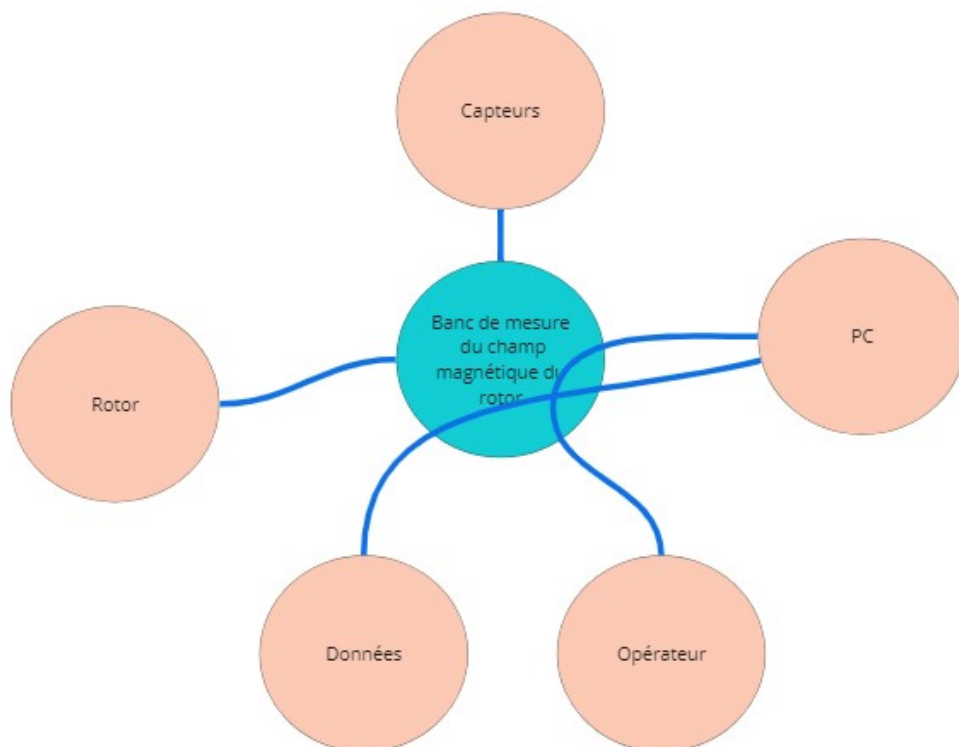 Capteurs
Banc de mesure
du champ
magnétique du
rotor
PC
Rotor
Données
Opérateur